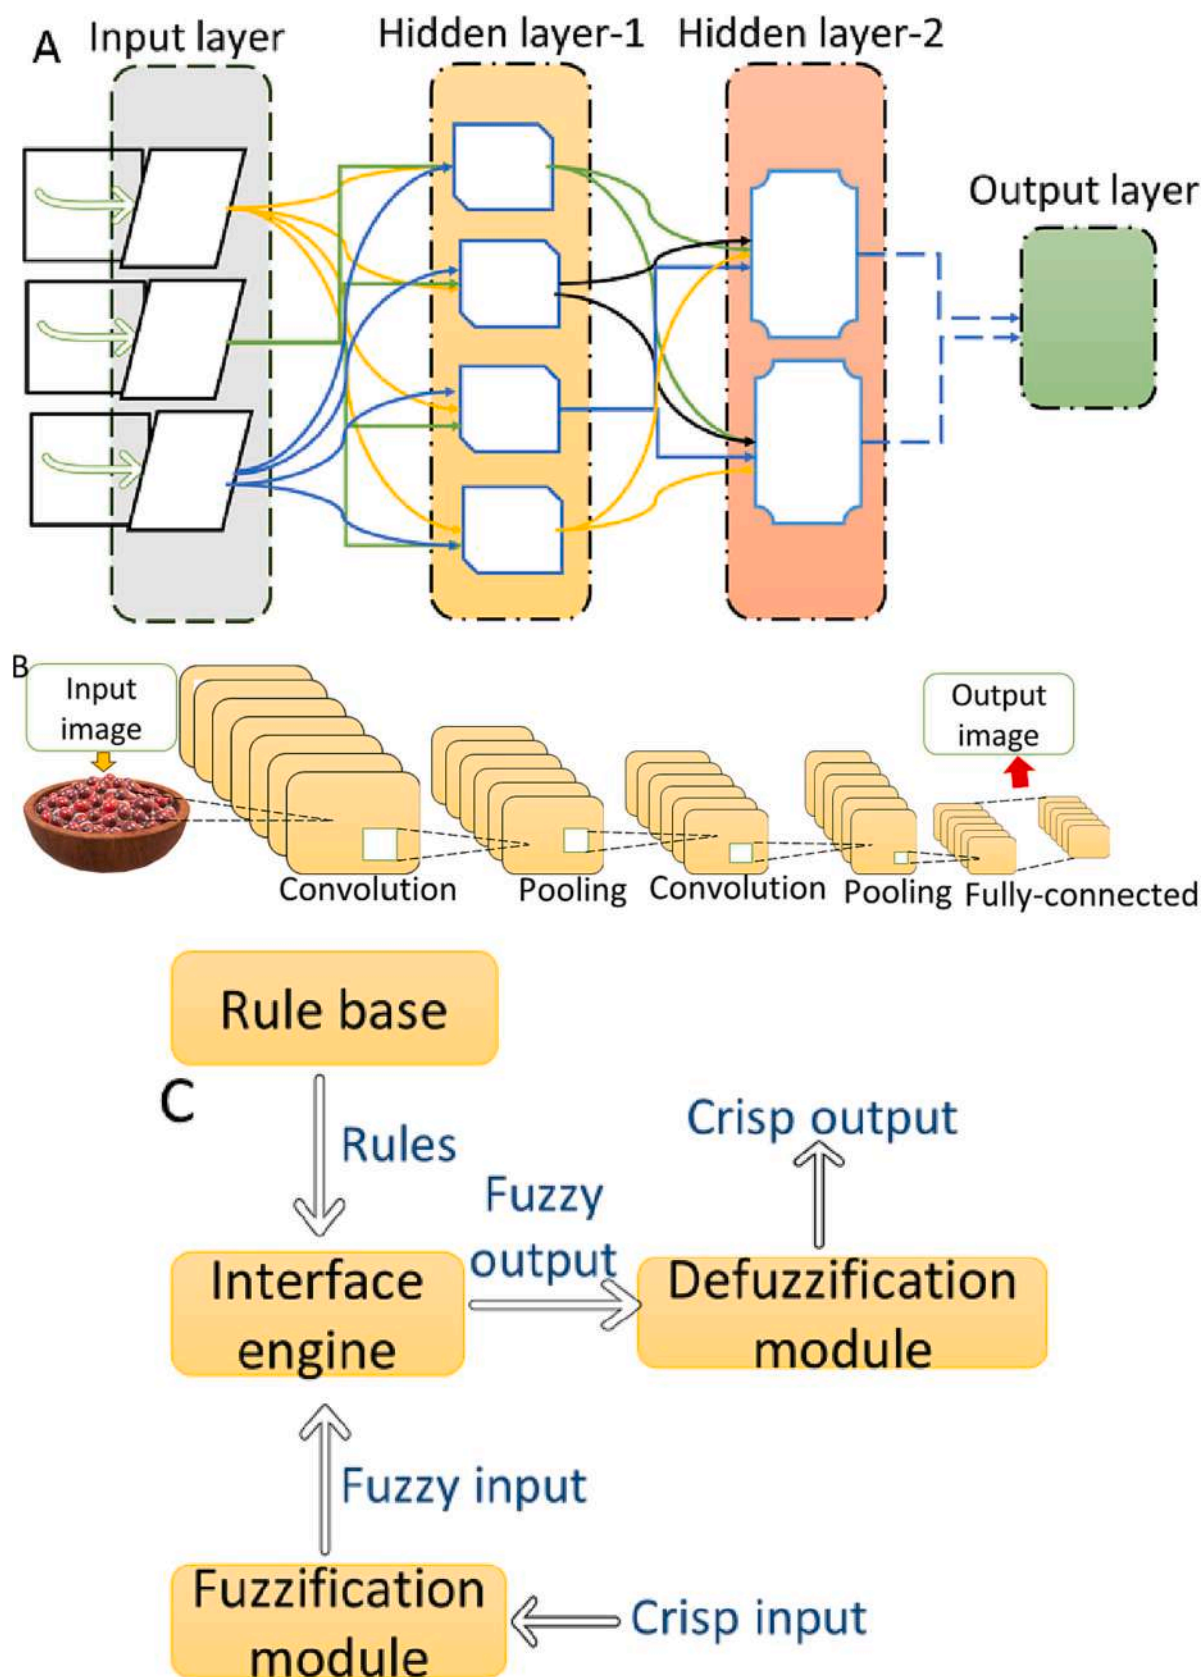 A
Input layer
Hidden layer-1
Hidden layer-2
Output layer
B
Input
image
Output
image
Convolution
Pooling
Convolution
Pooling
Fully-connected
Rule base
C
Rules
Crisp output
Fuzzy
output
Interface
engine
Defuzzification
module
Fuzzy input
Fuzzification
module
Crisp input